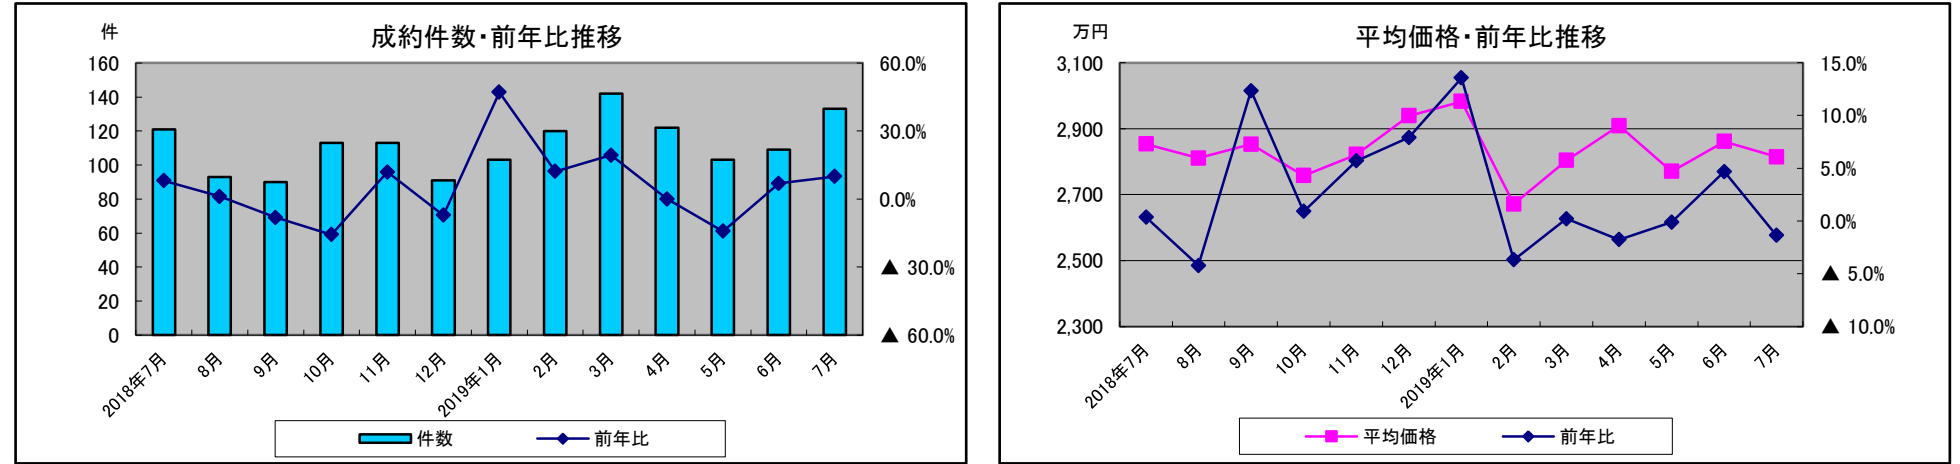 件
成約件数・前年比推移
160
140
120
100
80
60
40
20
0
60.0%
30.0%
0.0%
▲ 30.0%
▲ 60.0%
2018年7月
8月
9月
10月
11月
12月
2019年1月
2月
3月
4月
5月
6月
7月
件数
前年比
万円
平均価格・前年比推移
3,100
2,900
2,700
2,500
2,300
15.0%
10.0%
5.0%
0.0%
▲ 5.0%
▲ 10.0%
2018年7月
8月
9月
10月
11月
12月
2019年1月
2月
3月
4月
5月
6月
7月
平均価格
前年比